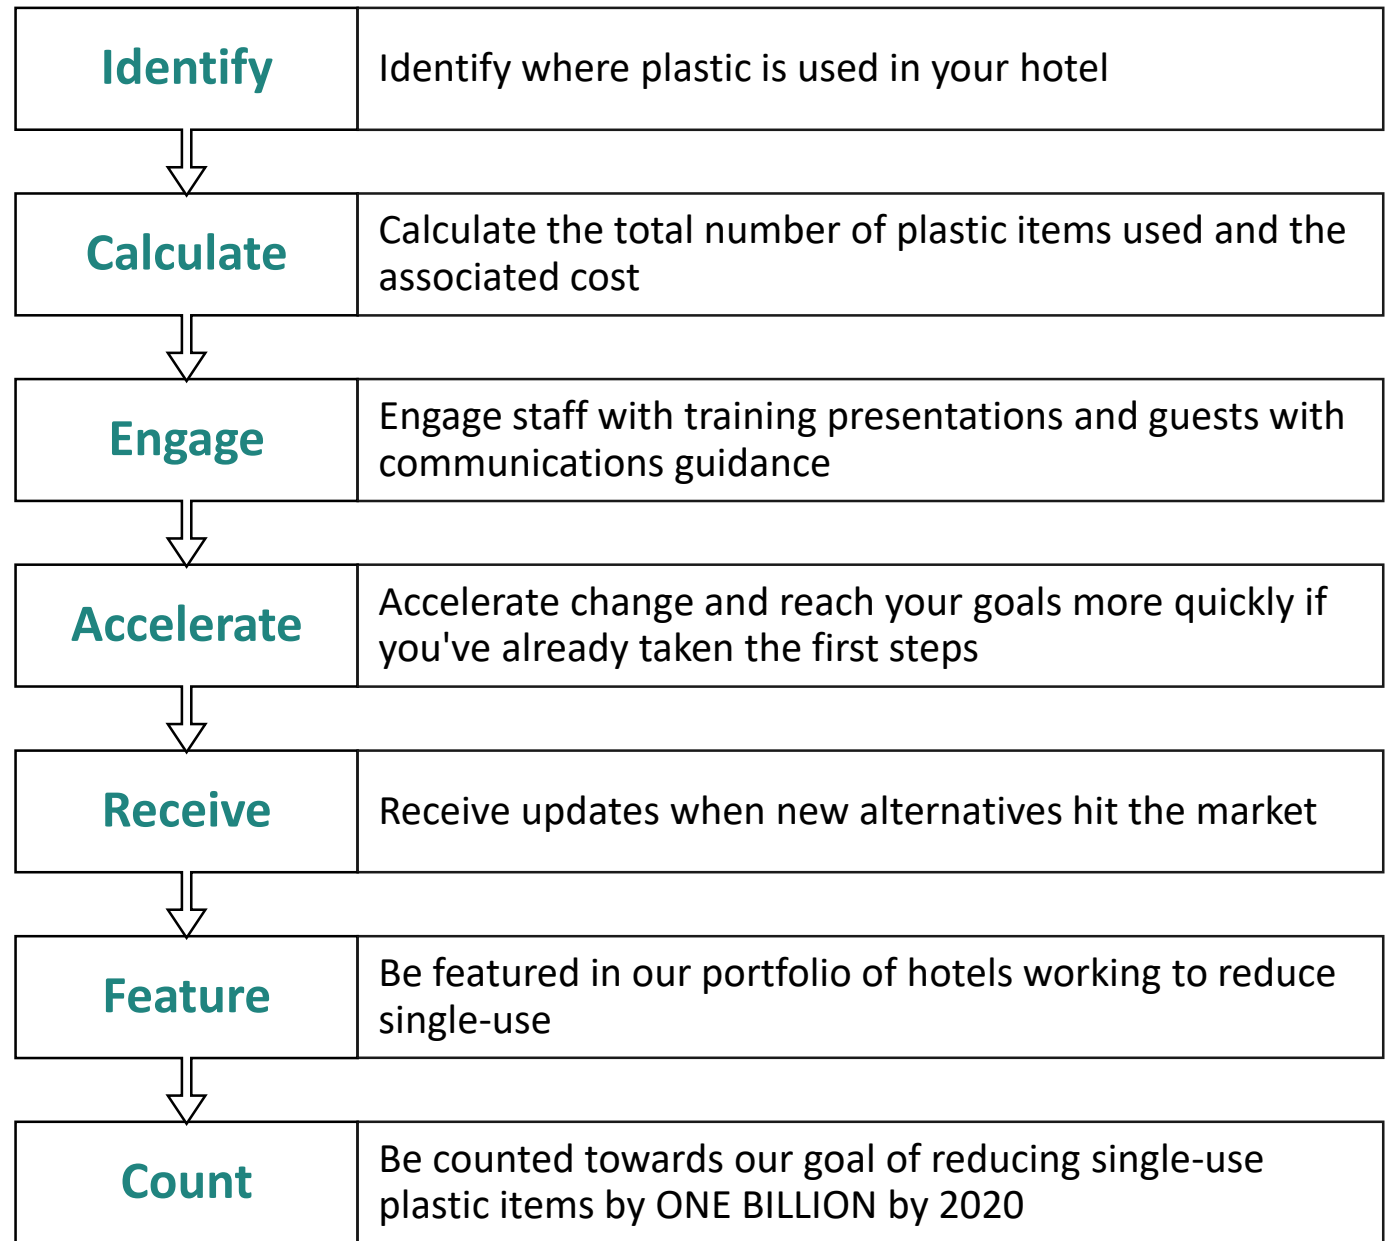 Identify
Identify where plastic is used in your hotel
Calculate
Calculate the total number of plastic items used and the
associated cost
Engage
Engage staff with training presentations and guests with
communications guidance
Accelerate
Accelerate change and reach your goals more quickly if
you've already taken the first steps
Receive
Receive updates when new alternatives hit the market
Feature
Be featured in our portfolio of hotels working to reduce
single-use
Count
Be counted towards our goal of reducing single-use
plastic items by ONE BILLION by 2020